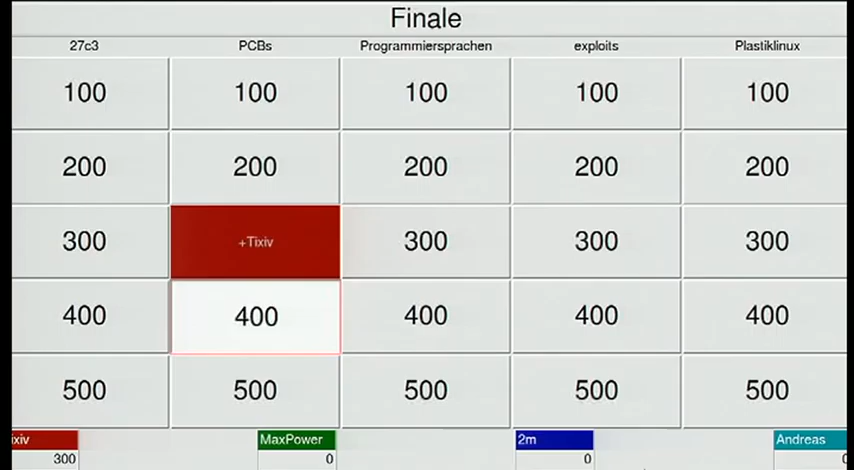 Finale
27c3 PCBs Programmiersprachen exploits Plastiklinux
100 100 100 100 100
200 200 200 200 200
300 +Tixiv 300 300 300
400 400 400 400 400
500 500 500 500 500
ixiv MaxPower 2m Andreas
300 0 0 0